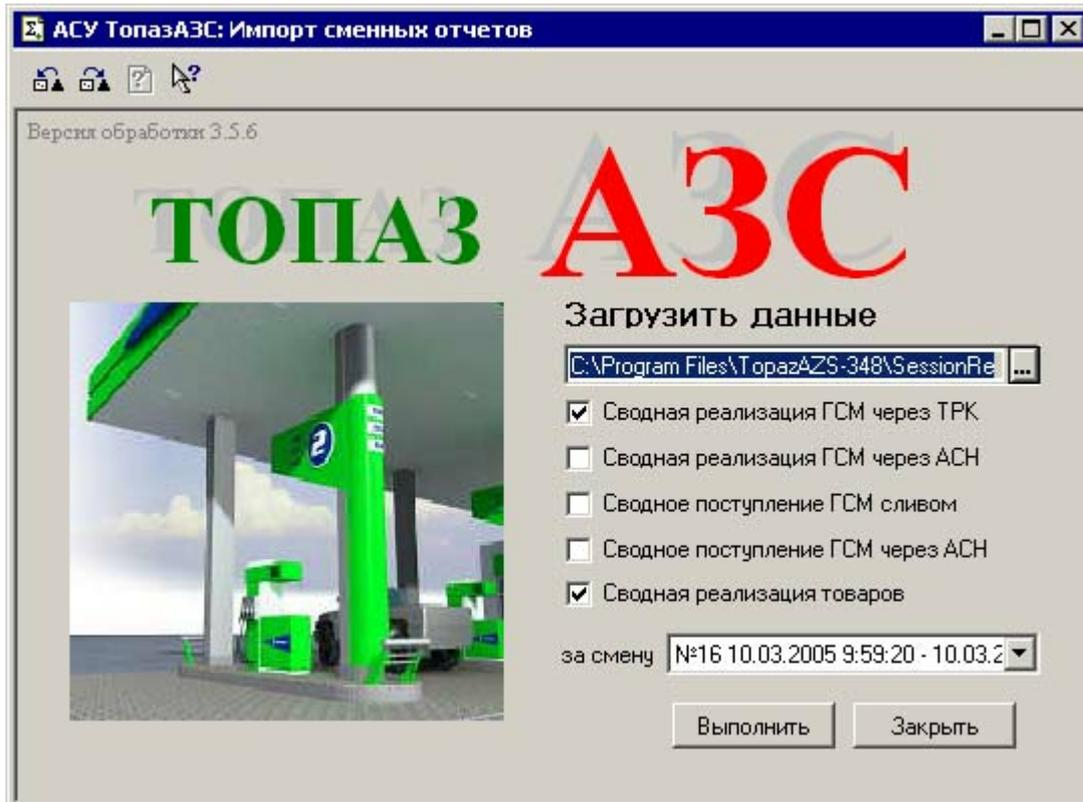 АСУ ТопазАЗС: Импорт сменных отчетов
Версия обработки 3.5.6
ТОПАЗ АЗС
Загрузить данные
C:\Program Files\TopazAZS-348\SessionRe
...
Сводная реализация ГСМ через ТРК
Сводная реализация ГСМ через АСН
Сводное поступление ГСМ сливом
Сводное поступление ГСМ через АСН
Сводная реализация товаров
за смену №16 10.03.2005 9:59:20 - 10.03.2
Выполнить Закрыть
2